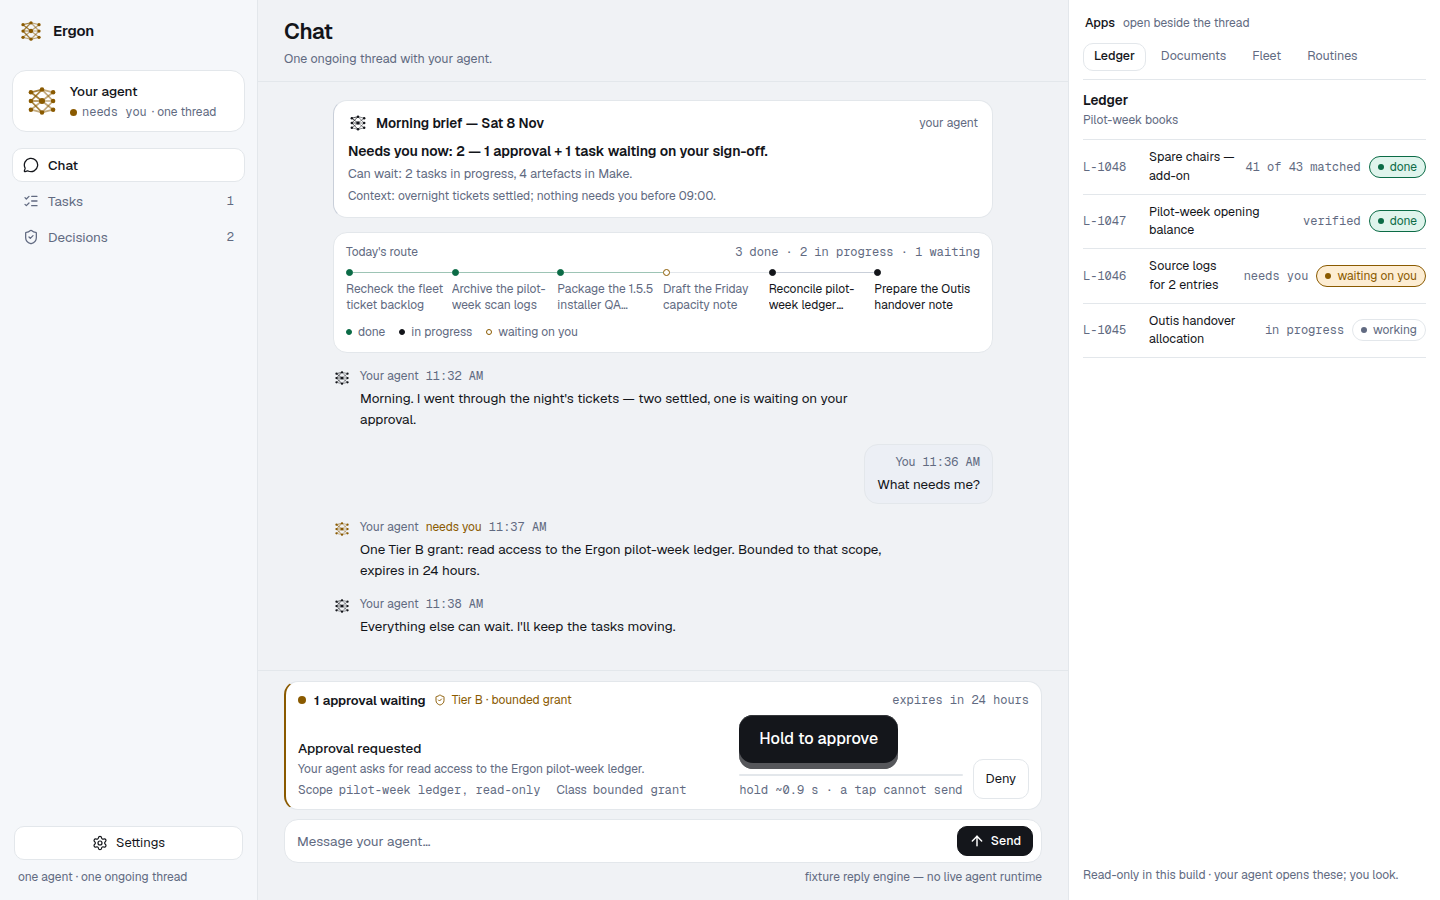 Ergon
Your agent
needs you · one thread
Chat
Tasks 1
Decisions 2
Settings
one agent · one ongoing thread
Chat
One ongoing thread with your agent.
Morning brief — Sat 8 Nov your agent
Needs you now: 2 — 1 approval + 1 task waiting on your sign-off.
Can wait: 2 tasks in progress, 4 artefacts in Make.
Context: overnight tickets settled; nothing needs you before 09:00.
Today's route 3 done · 2 in progress · 1 waiting
Recheck the fleet ticket backlog
Archive the pilot-week scan logs
Package the 1.5.5 installer QA…
Draft the Friday capacity note
Reconcile pilot-week ledger…
Prepare the Outis handover note
done in progress waiting on you
Your agent 11:32 AM
Morning. I went through the night's tickets — two settled, one is waiting on your
approval.
You 11:36 AM
What needs me?
Your agent needs you 11:37 AM
One Tier B grant: read access to the Ergon pilot-week ledger. Bounded to that scope,
expires in 24 hours.
Your agent 11:38 AM
Everything else can wait. I'll keep the tasks moving.
1 approval waiting Tier B · bounded grant expires in 24 hours
Approval requested
Your agent asks for read access to the Ergon pilot-week ledger.
Scope pilot-week ledger, read-only Class bounded grant
Hold to approve
hold ~0.9 s · a tap cannot send
Deny
Message your agent…
Send
fixture reply engine — no live agent runtime
Apps open beside the thread
Ledger Documents Fleet Routines
Ledger
Pilot-week books
L-1048 Spare chairs — add-on 41 of 43 matched done
L-1047 Pilot-week opening balance verified done
L-1046 Source logs for 2 entries needs you waiting on you
L-1045 Outis handover allocation in progress working
Read-only in this build · your agent opens these; you look.